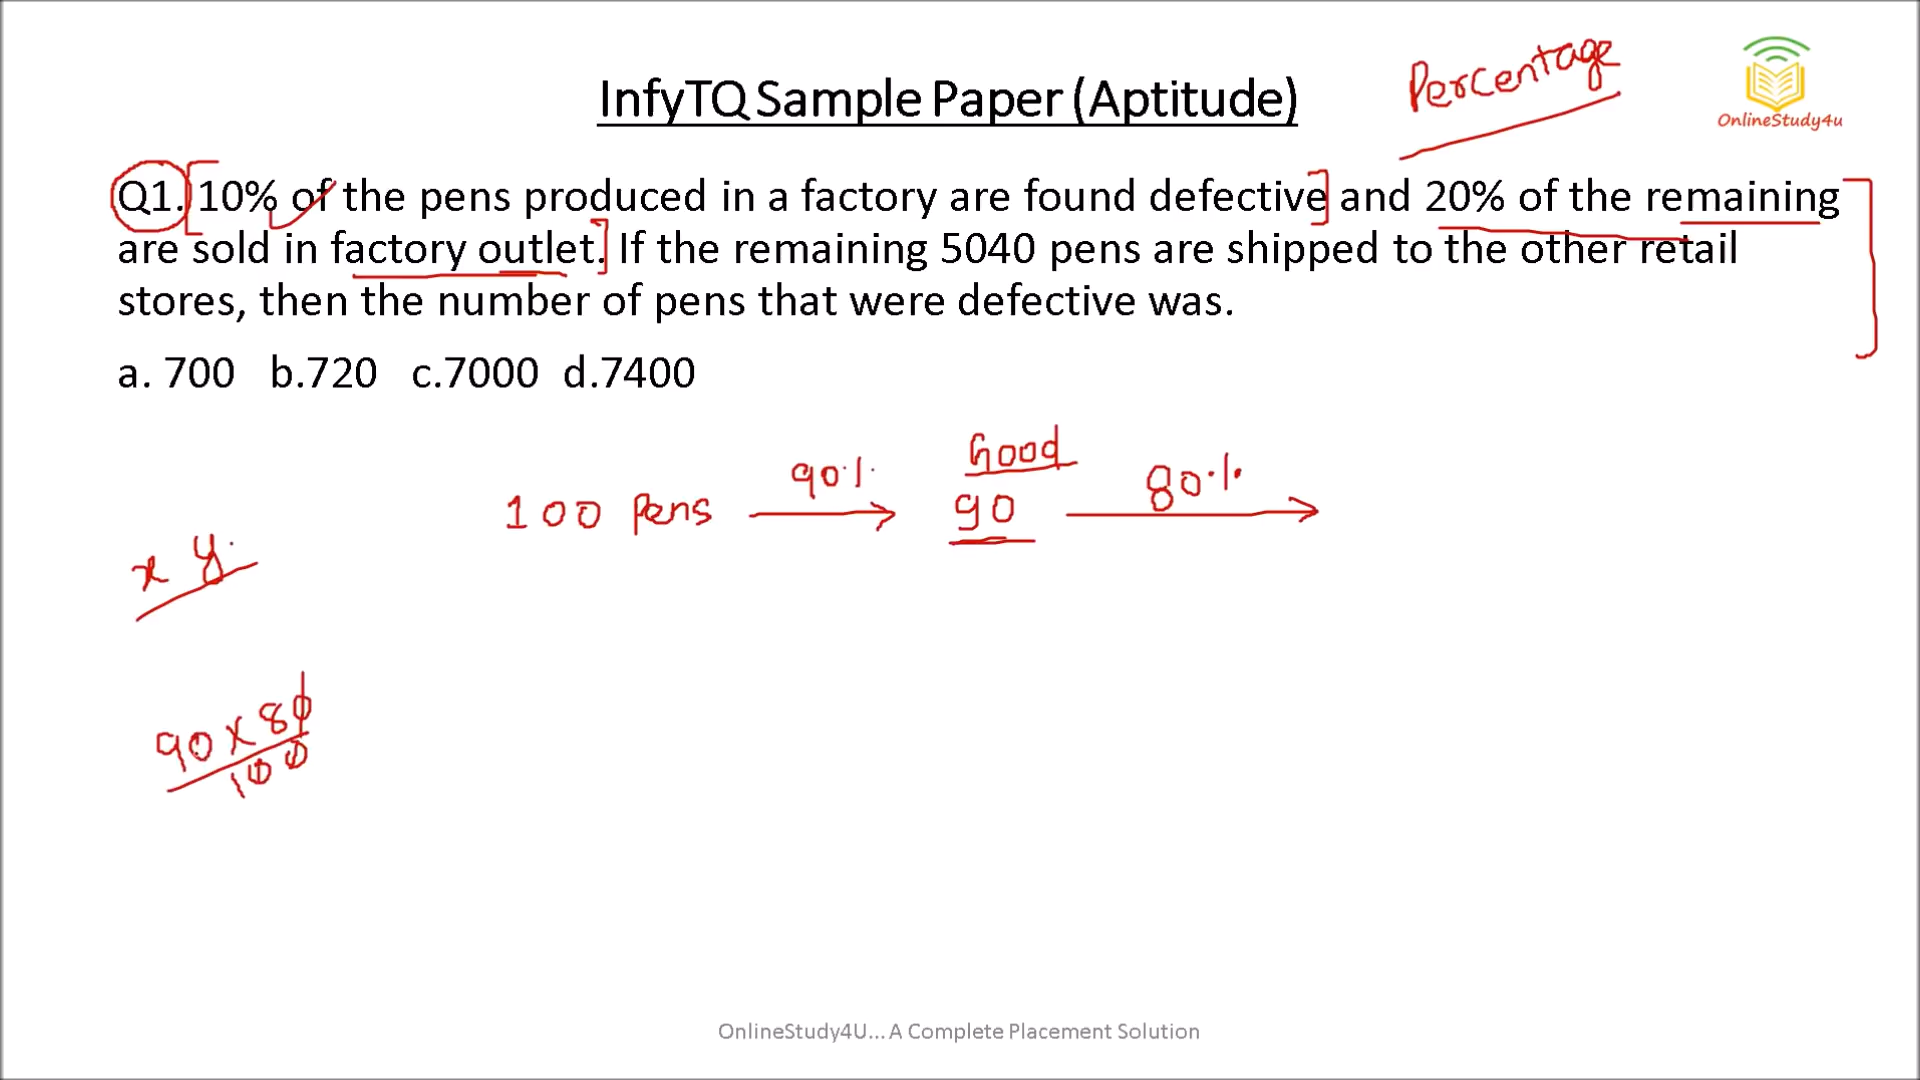 InfyTQ Sample Paper (Aptitude)
Percentage
OnlineStudy4u
Q1. 10% of the pens produced in a factory are found defective and 20% of the remaining
are sold in factory outlet. If the remaining 5040 pens are shipped to the other retail
stores, then the number of pens that were defective was.
a. 700 b.720 c.7000 d.7400
Good
90% 80%
100 Pens 90
x y
90 x 80
100
OnlineStudy4U... A Complete Placement Solution